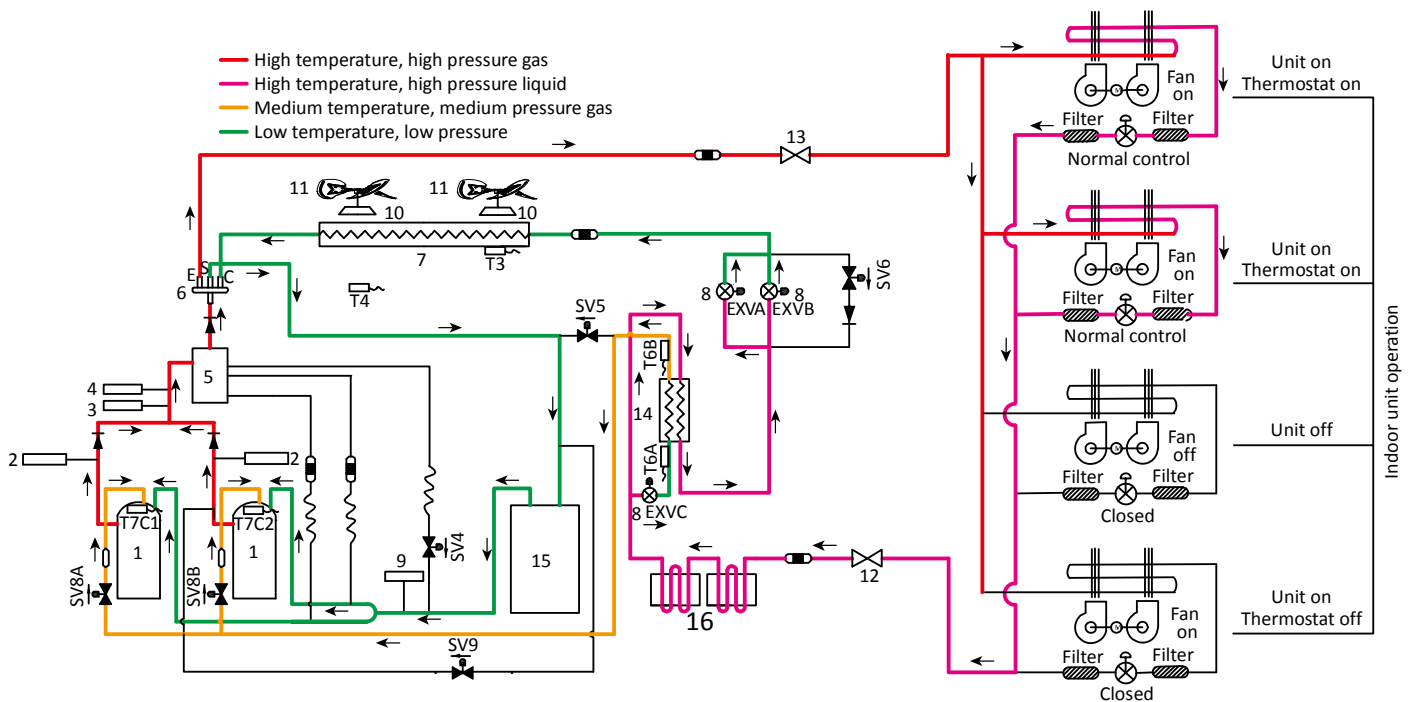 High temperature, high pressure gas
High temperature, high pressure liquid
Medium temperature, medium pressure gas
Low temperature, low pressure
13
11
11
10
10
7
T3
T4
E
S
C
6
5
4
3
2
2
T7C1
T7C2
1
1
SV8A
SV8B
SV4
9
SV9
15
SV5
T6B
14
T6A
8
EXVC
16
12
8
EXVA
8
EXVB
SV6
M
Fan
on
Filter
Filter
Normal control
Unit on
Thermostat on
M
Fan
on
Filter
Filter
Normal control
Unit on
Thermostat on
M
Fan
off
Filter
Filter
Closed
Unit off
M
Fan
on
Filter
Filter
Closed
Unit on
Thermostat off
Indoor unit operation